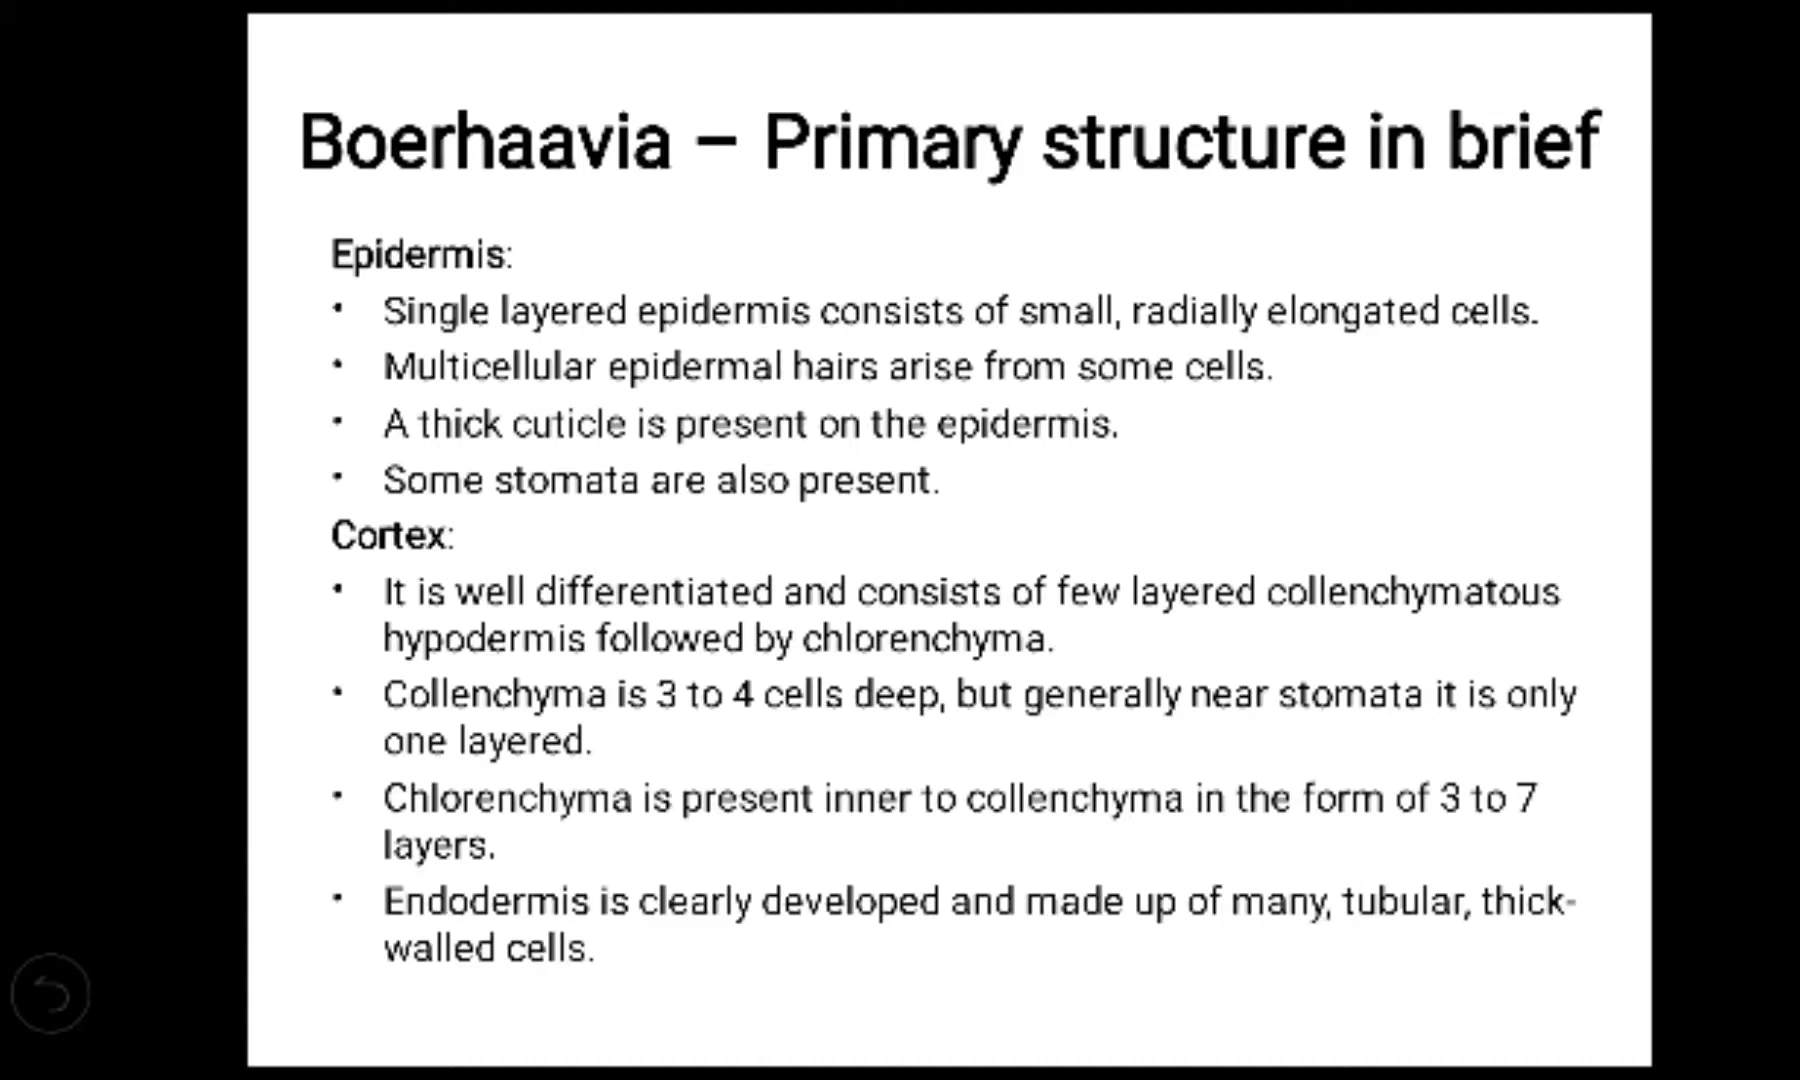 Boerhaavia – Primary structure in brief
Epidermis:
• Single layered epidermis consists of small, radially elongated cells.
• Multicellular epidermal hairs arise from some cells.
• A thick cuticle is present on the epidermis.
• Some stomata are also present.
Cortex:
• It is well differentiated and consists of few layered collenchymatous
hypodermis followed by chlorenchyma.
• Collenchyma is 3 to 4 cells deep, but generally near stomata it is only
one layered.
• Chlorenchyma is present inner to collenchyma in the form of 3 to 7
layers.
• Endodermis is clearly developed and made up of many, tubular, thick-
walled cells.